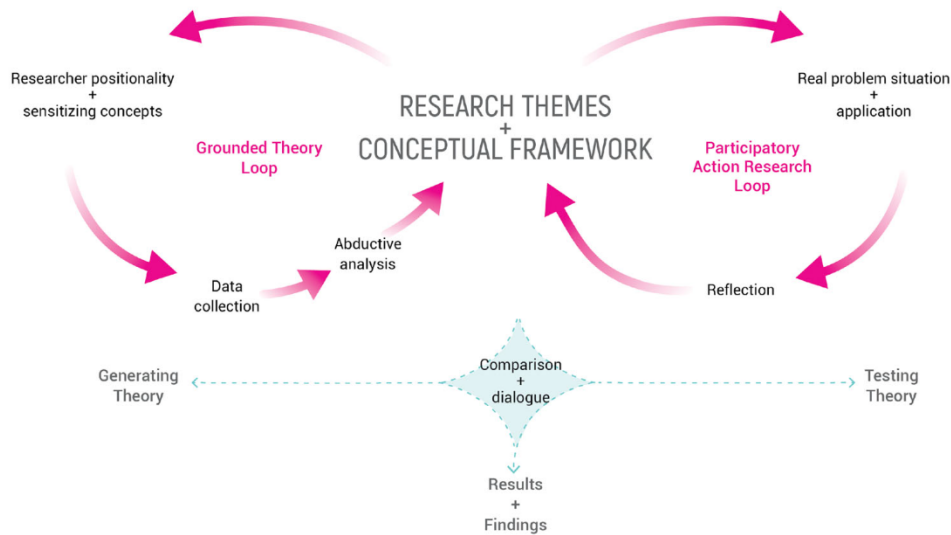 Researcher positionality
+
sensitizing concepts
RESEARCH THEMES
+
CONCEPTUAL FRAMEWORK
Real problem situation
+
application
Grounded Theory
Loop
Participatory
Action Research
Loop
Abductive
analysis
Data
collection
Reflection
Generating
Theory
Comparison
+
dialogue
Testing
Theory
Results
+
Findings